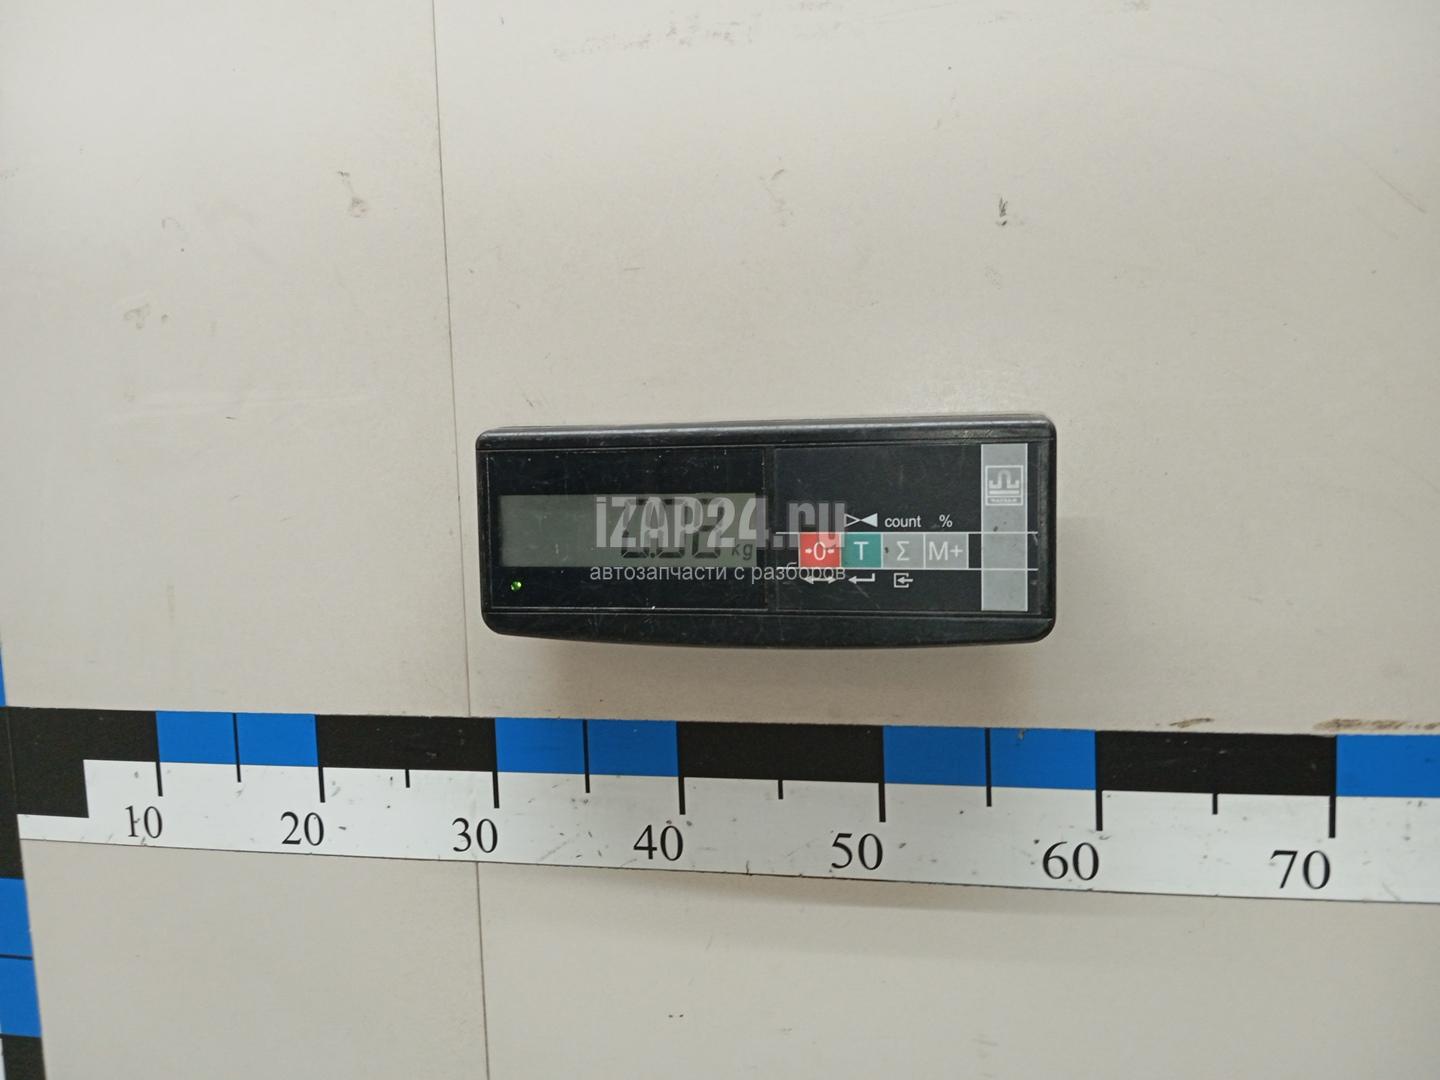 iZAP24.ru
kg
автозапчасти с разборов
count %
→0← T Σ M+
10 20 30 40 50 60 70